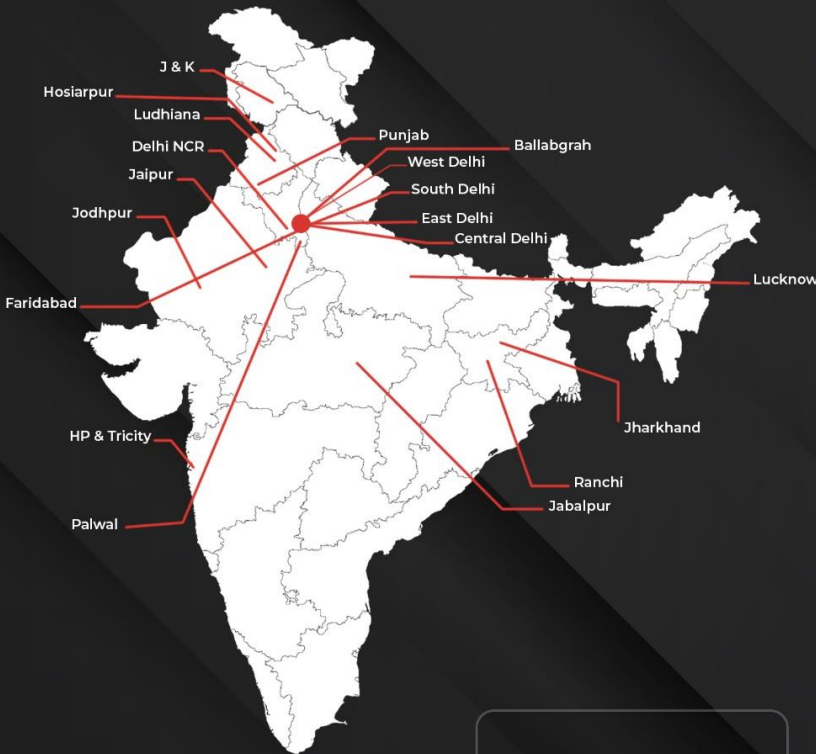 J & K
Hosiarpur
Ludhiana
Punjab
Delhi NCR
Ballabgrah
West Delhi
Jaipur
South Delhi
Jodhpur
East Delhi
Central Delhi
Lucknow
Faridabad
Jharkhand
HP & Tricity
Ranchi
Jabalpur
Palwal